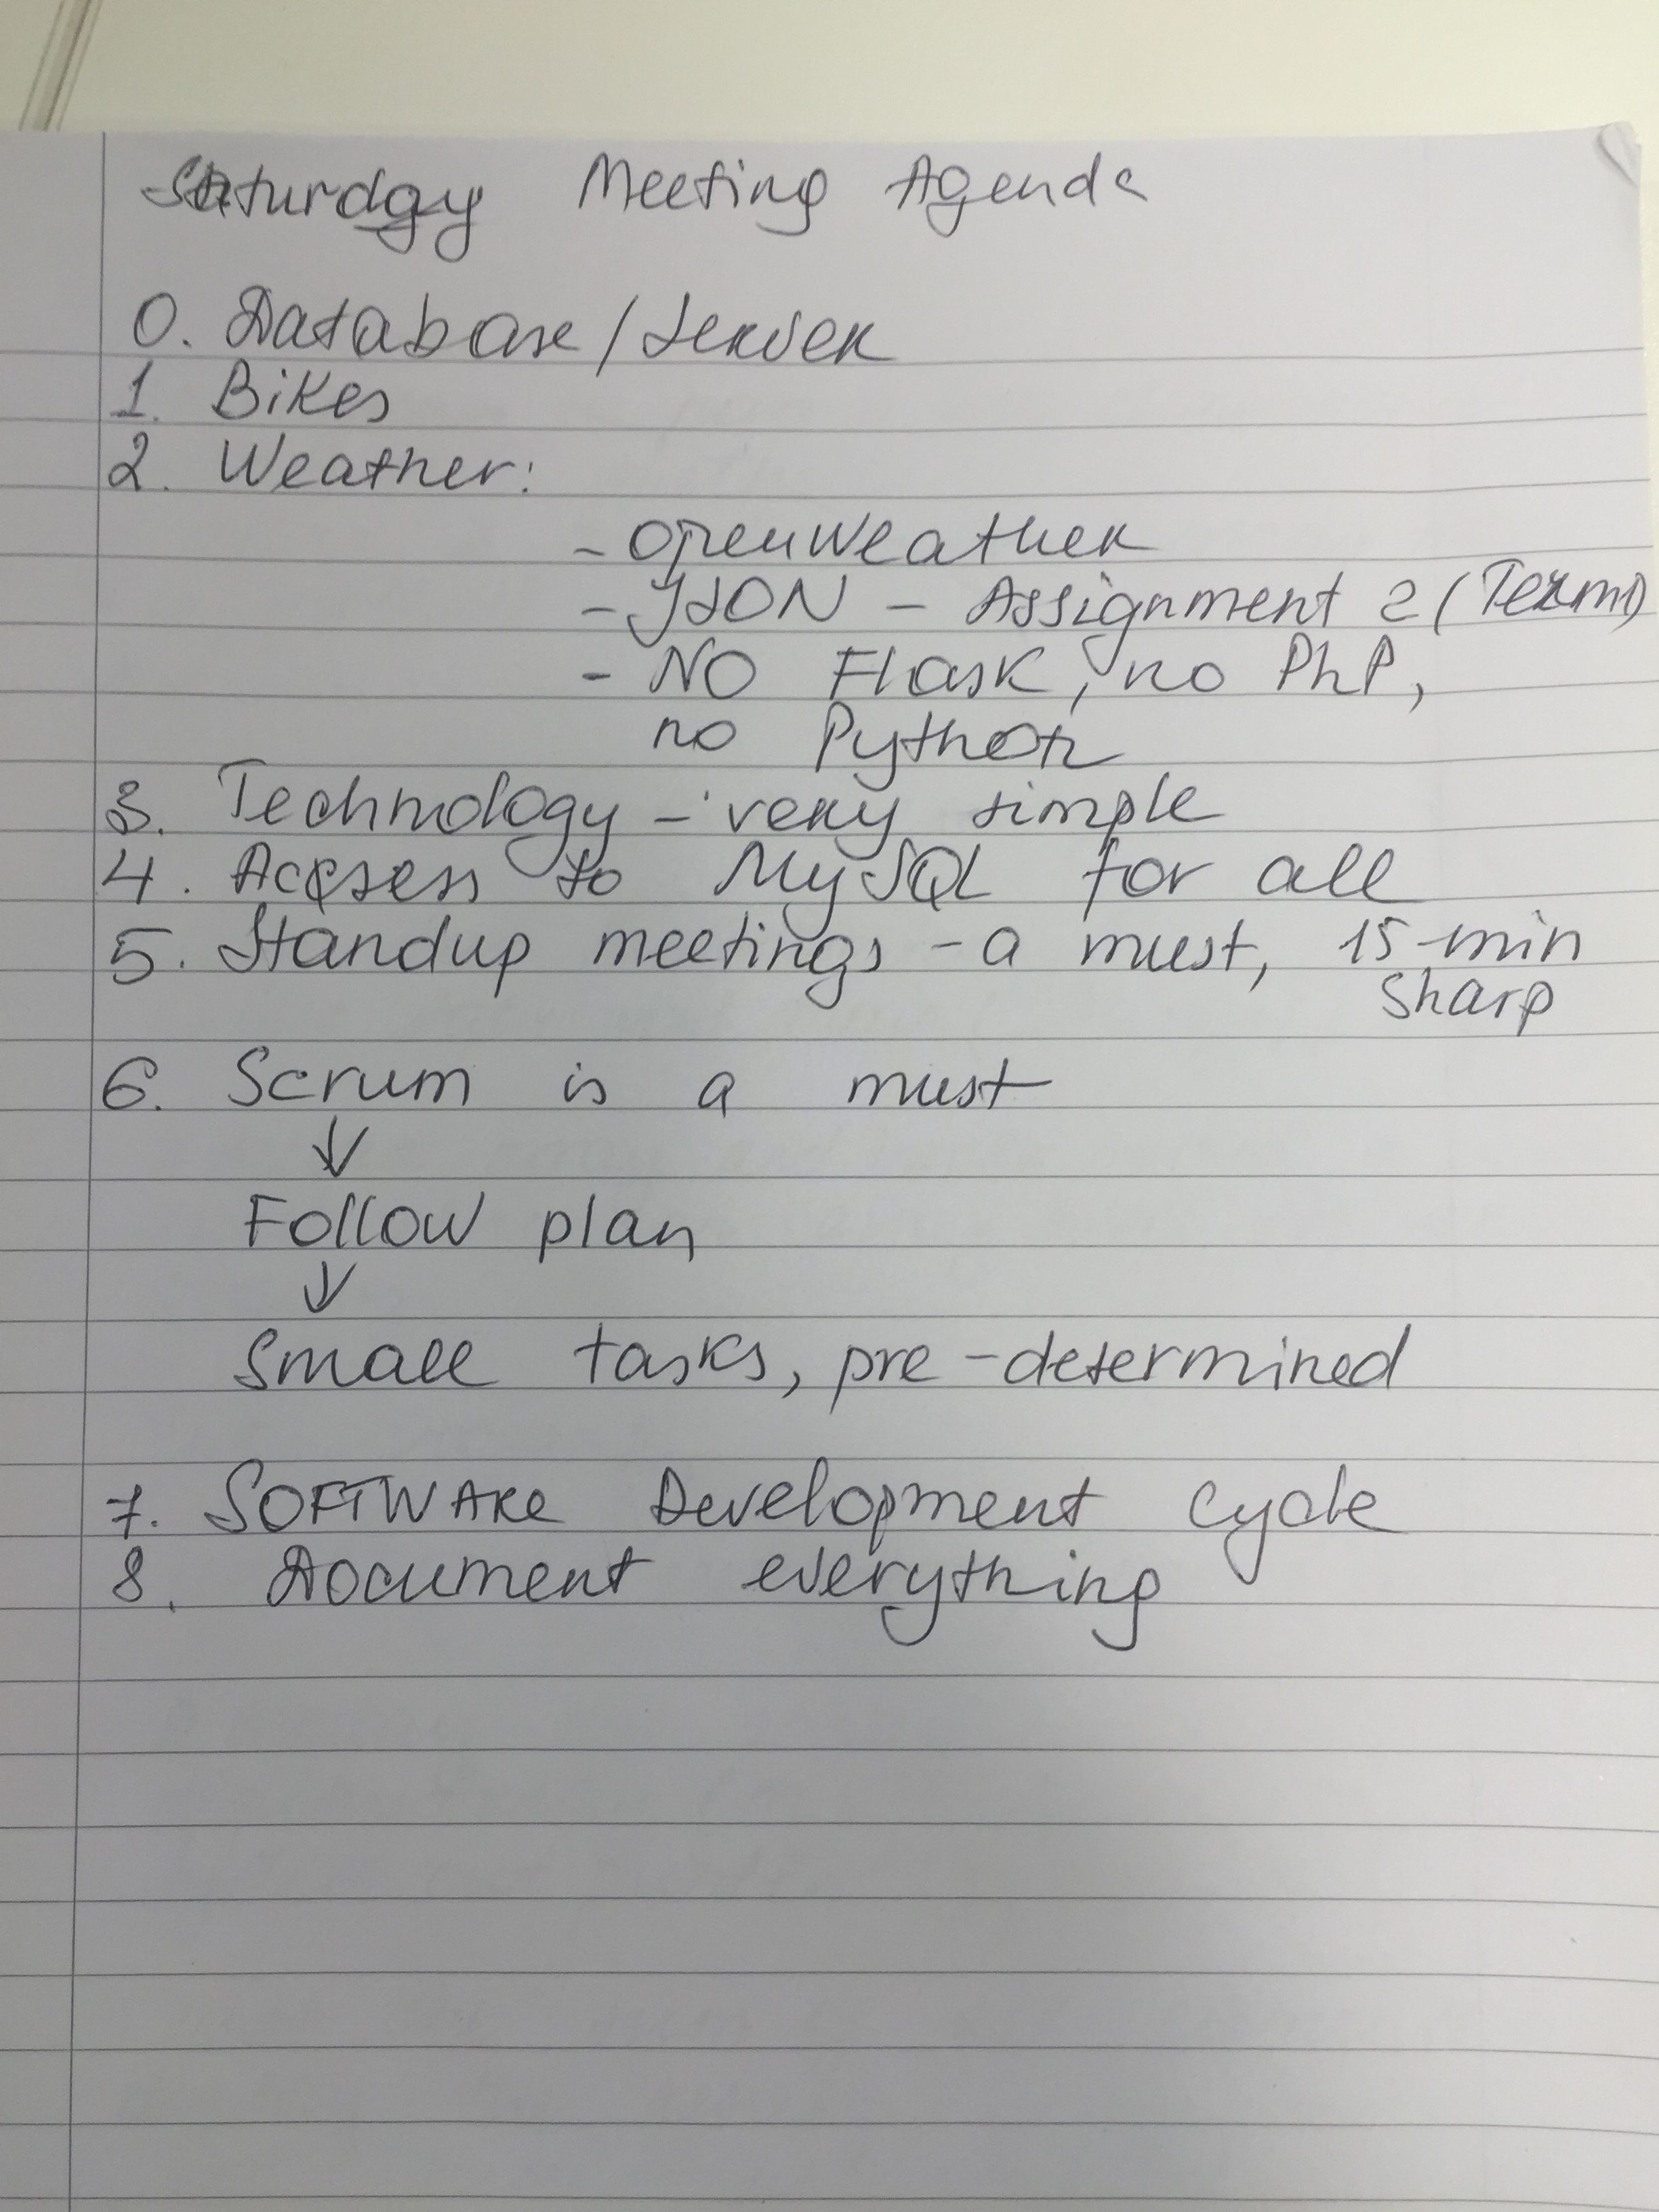 Saturday Meeting Agenda
0. Database / Server
1. Bikes
2. Weather:
- OpenWeather
- JSON - Assignment 2 (Term 1)
- NO Flask, no PhP,
no Python
3. Technology - very simple
4. Access to MySQL for all
5. Standup meetings - a must, 15-min
sharp
6. Scrum is a must
↓
Follow plan
↓
Small tasks, pre-determined
7. SOFTWARE Development Cycle
8. Document everything